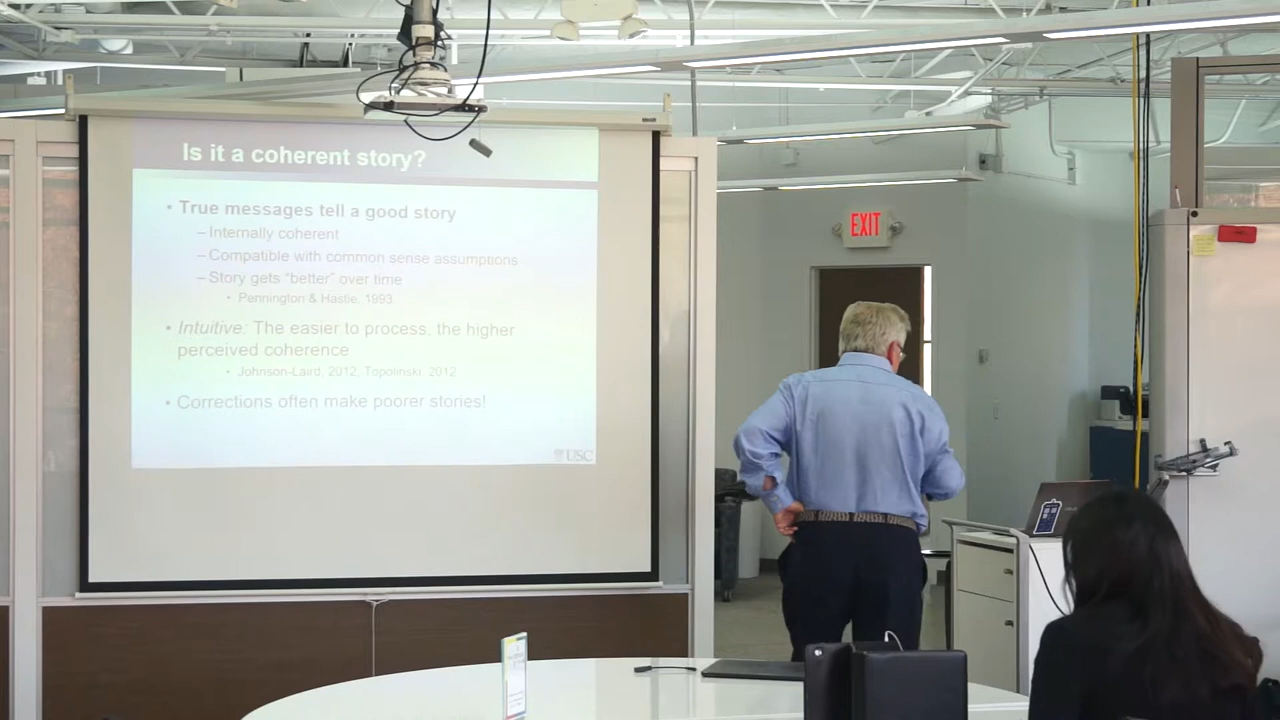 Is it a coherent story?
• True messages tell a good story
– Internally coherent
– Compatible with common sense assumptions
– Story gets "better" over time
• Pennington & Hastie, 1993
• Intuitive: The easier to process, the higher
perceived coherence
• Johnson-Laird, 2012, Topolinski, 2012
• Corrections often make poorer stories!
USC
EXIT